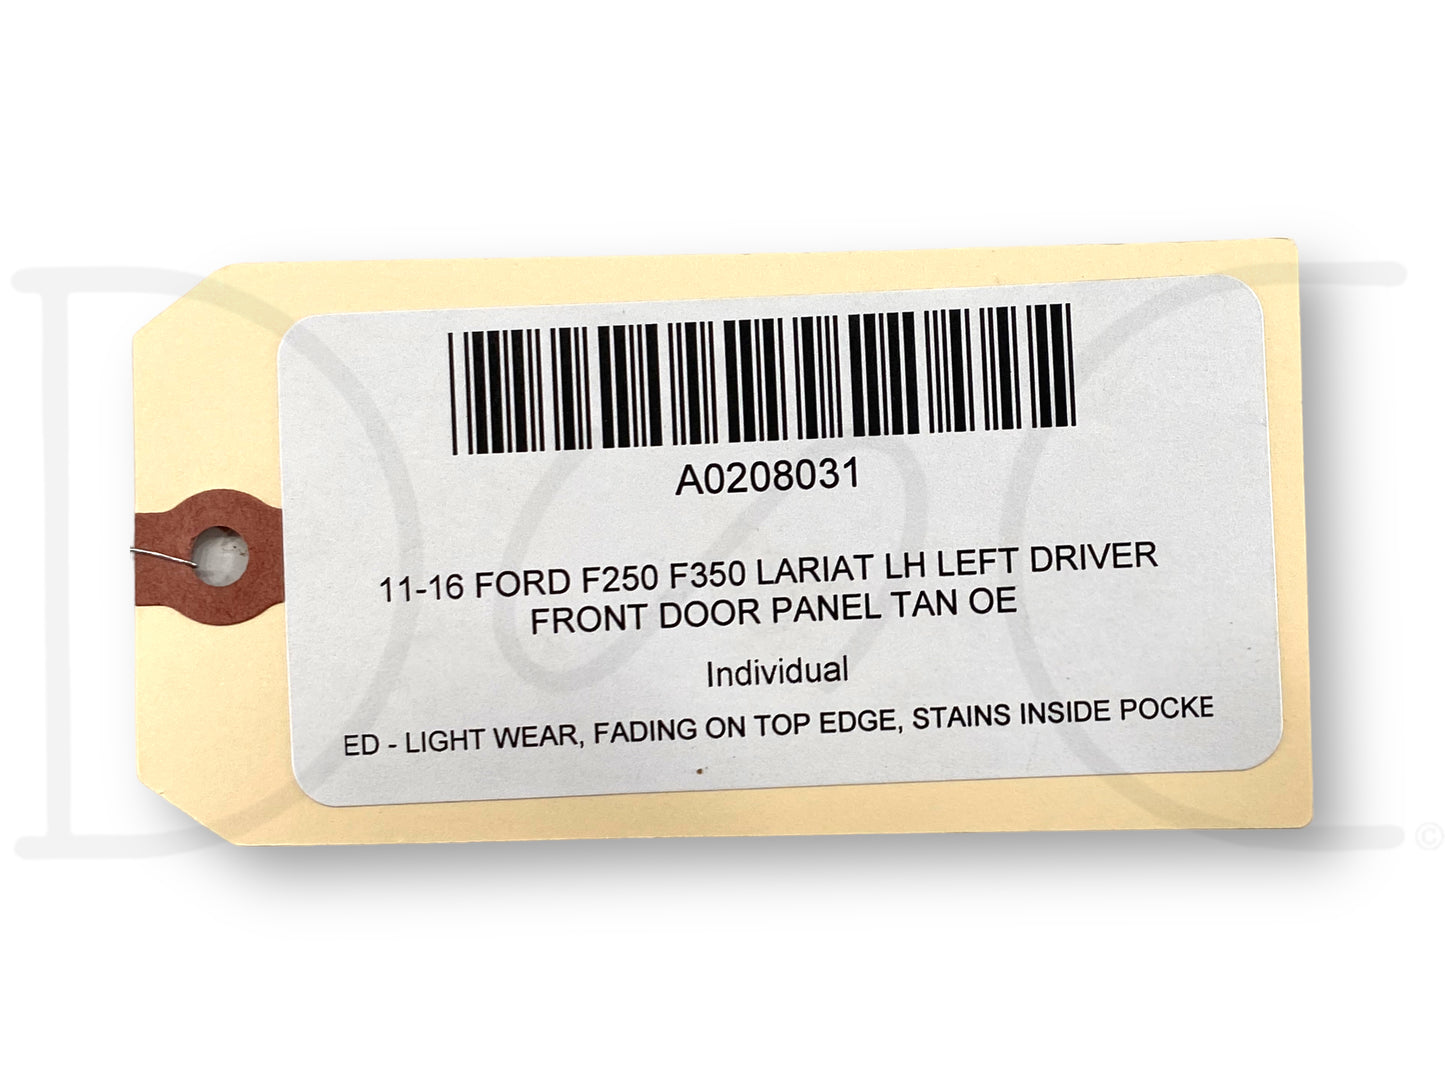 A0208031
11-16 FORD F250 F350 LARIAT LH LEFT DRIVER
FRONT DOOR PANEL TAN OE
Individual
ED - LIGHT WEAR, FADING ON TOP EDGE, STAINS INSIDE POCKE
©